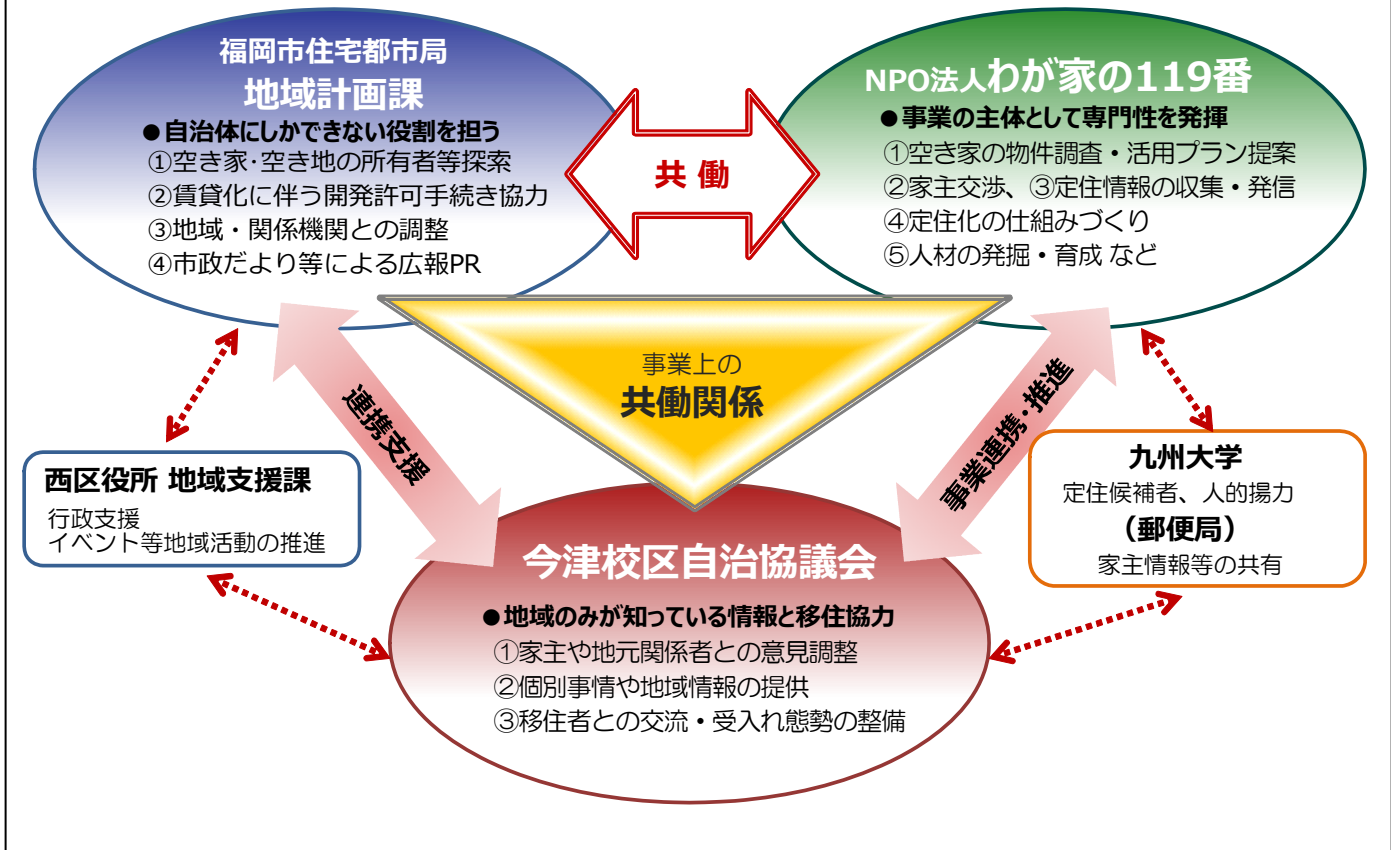 福岡市住宅都市局
地域計画課
●自治体にしかできない役割を担う
①空き家・空き地の所有者等探索
②賃貸化に伴う開発許可手続き協力
③地域・関係機関との調整
④市政だより等による広報PR
共 働
NPO法人わが家の119番
●事業の主体として専門性を発揮
①空き家の物件調査・活用プラン提案
②家主交渉、③定住情報の収集・発信
④定住化の仕組みづくり
⑤人材の発掘・育成 など
事業上の
共働関係
連携支援
事業連携・推進
西区役所 地域支援課
行政支援
イベント等地域活動の推進
九州大学
定住候補者、人的揚力
（郵便局）
家主情報等の共有
今津校区自治協議会
●地域のみが知っている情報と移住協力
①家主や地元関係者との意見調整
②個別事情や地域情報の提供
③移住者との交流・受入れ態勢の整備